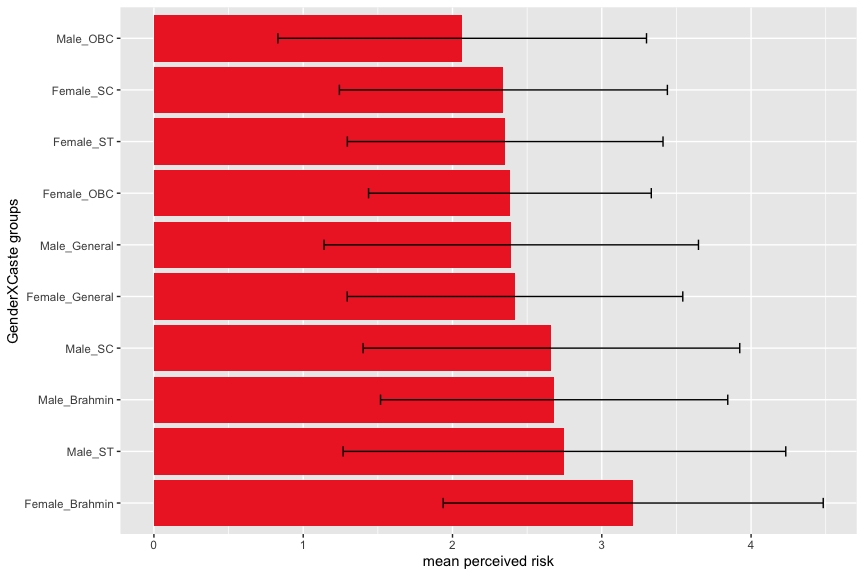 Male_OBC
Female_SC
Female_ST
Female_OBC
Male_General
Female_General
Male_SC
Male_Brahmin
Male_ST
Female_Brahmin
GenderXCaste groups
0 1 2 3 4
mean perceived risk